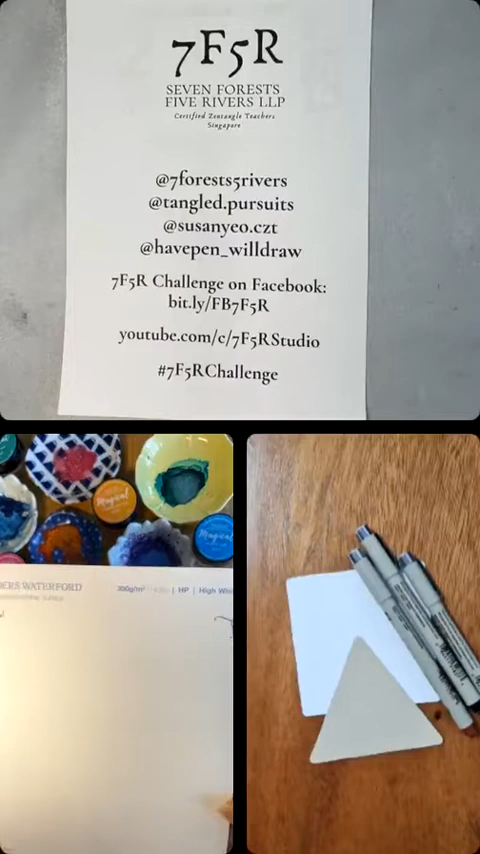 7F5R
SEVEN FORESTS
FIVE RIVERS LLP
Certified Zentangle Teachers
Singapore
@7forests5rivers
@tangled.pursuits
@susanyeo.czt
@havepen_willdraw
7F5R Challenge on Facebook:
bit.ly/FB7F5R
youtube.com/c/7F5RStudio
#7F5RChallenge
Magical
Magical
ERS WATERFORD
300g/m² | HP | High Whi